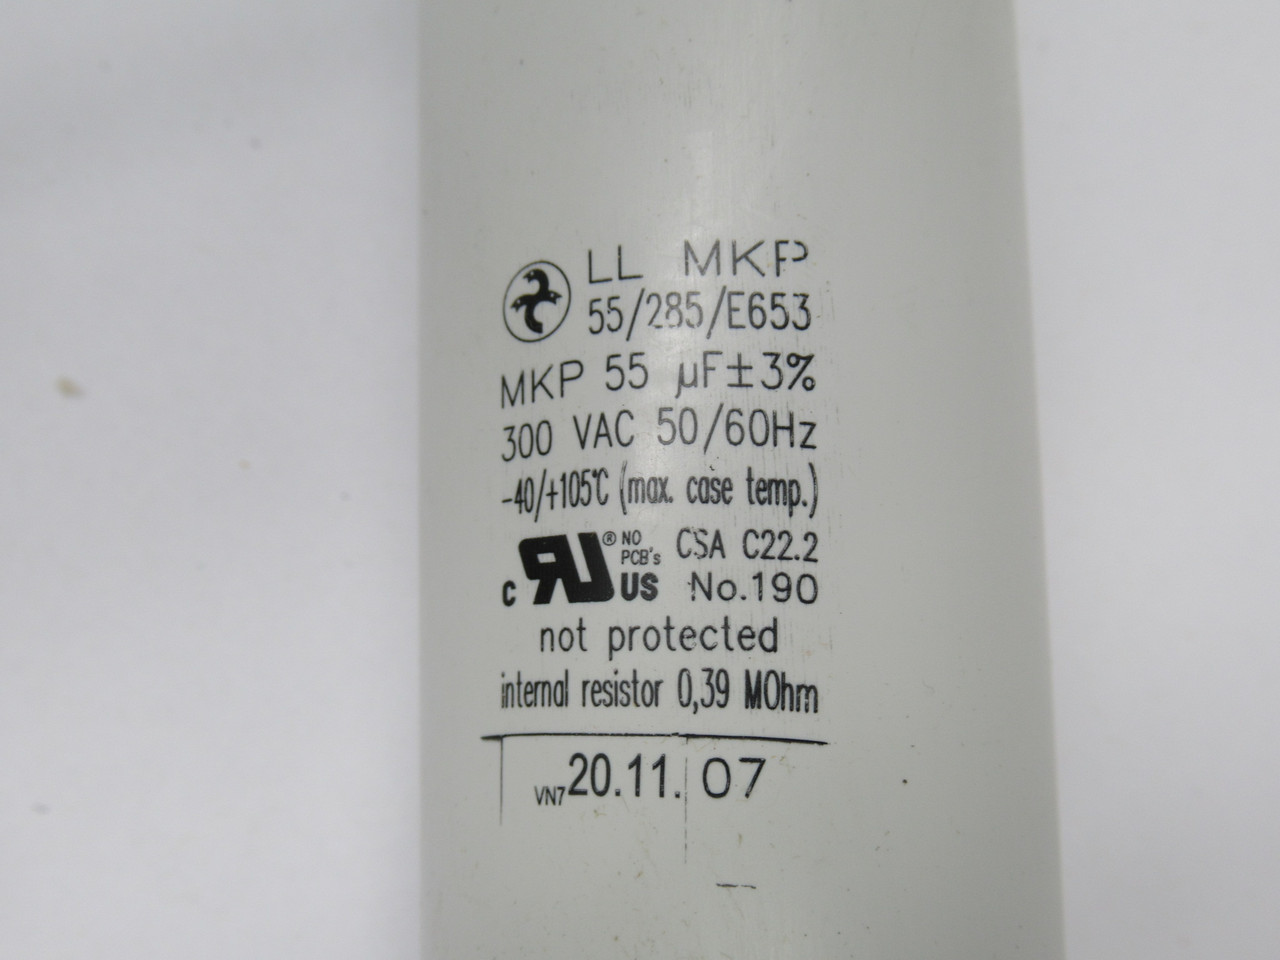 LL MKP
55/285/E653
MKP 55 µF±3%
300 VAC 50/60Hz
-40/+105°C (max. case temp.)
c RU ® NO PCB's US CSA C22.2 No.190
not protected
internal resistor 0,39 MOhm
VN7 20.11. 07